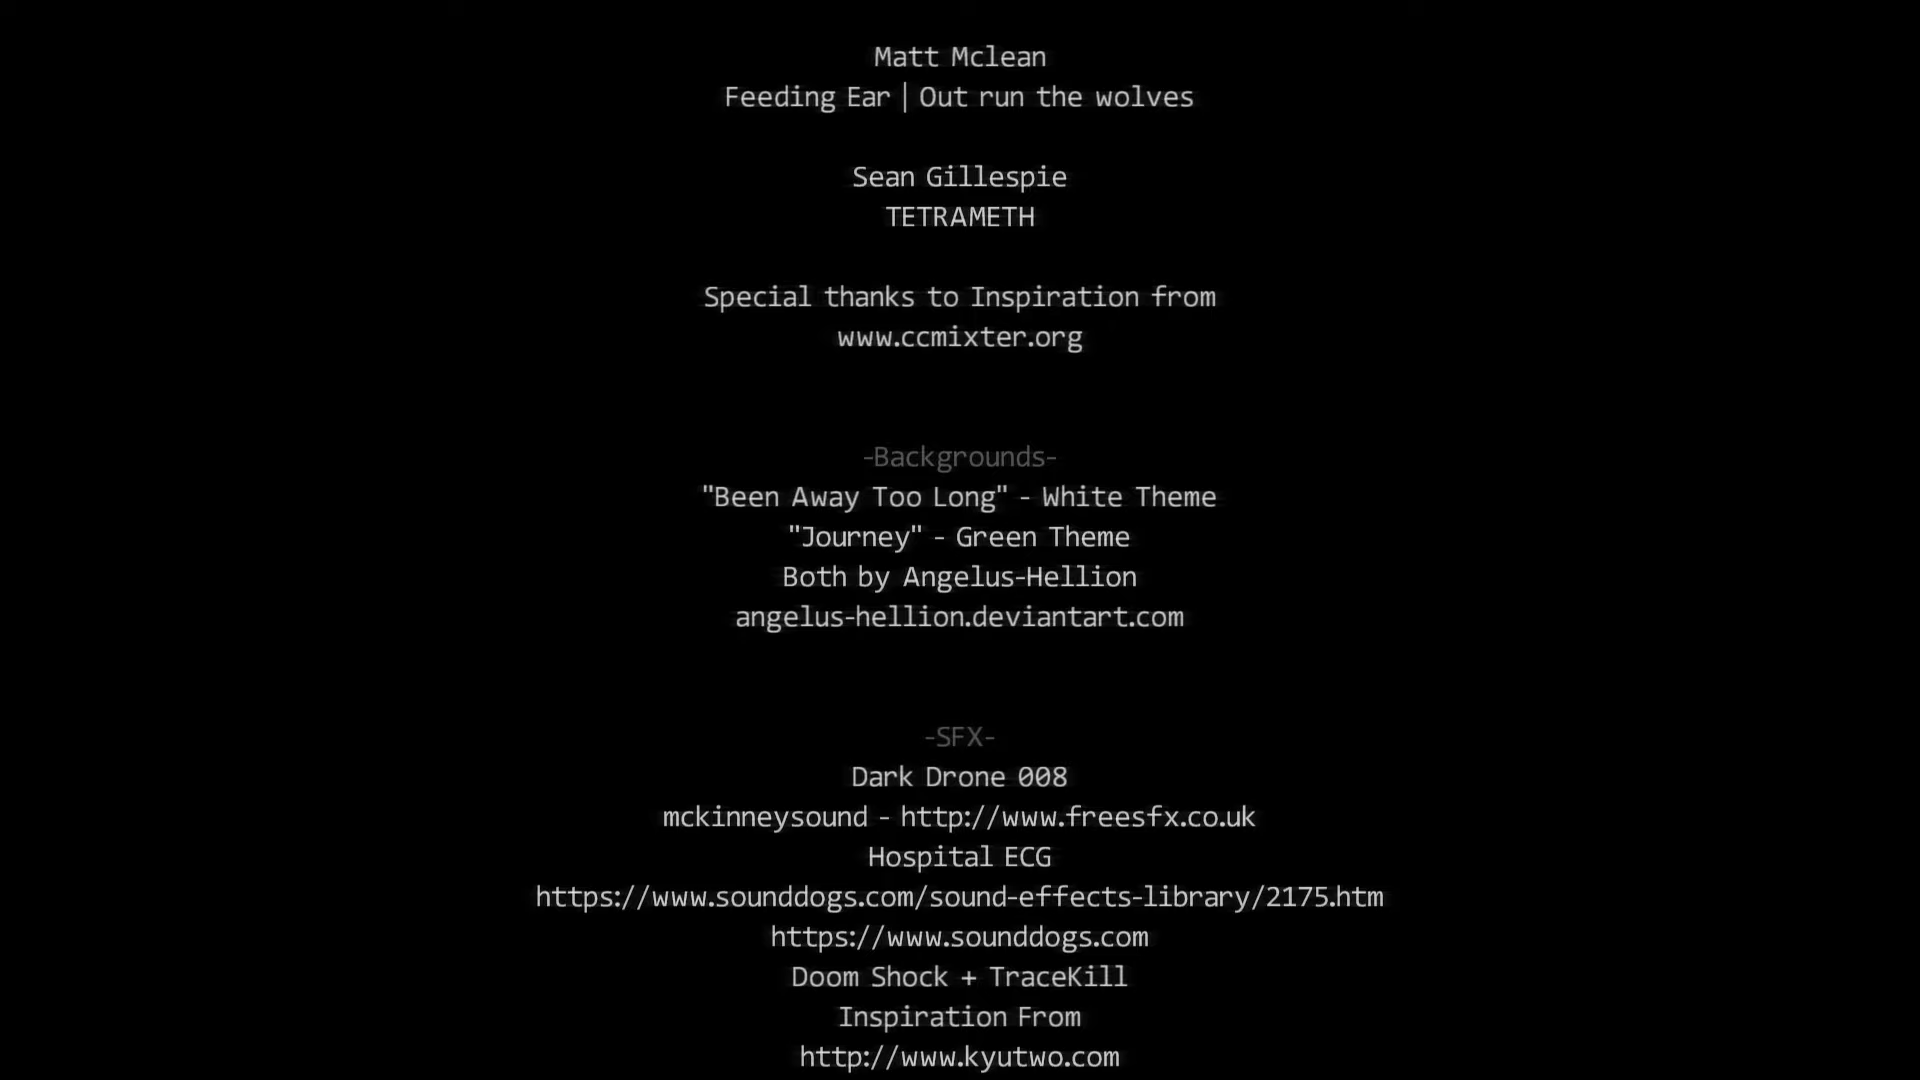 Matt Mclean
Feeding Ear | Out run the wolves
Sean Gillespie
TETRAMETH
Special thanks to Inspiration from
www.ccmixter.org
-Backgrounds-
"Been Away Too Long" - White Theme
"Journey" - Green Theme
Both by Angelus-Hellion
angelus-hellion.deviantart.com
-SFX-
Dark Drone 008
mckinneysound - http://www.freesfx.co.uk
Hospital ECG
https://www.sounddogs.com/sound-effects-library/2175.htm
https://www.sounddogs.com
Doom Shock + TraceKill
Inspiration From
http://www.kyutwo.com